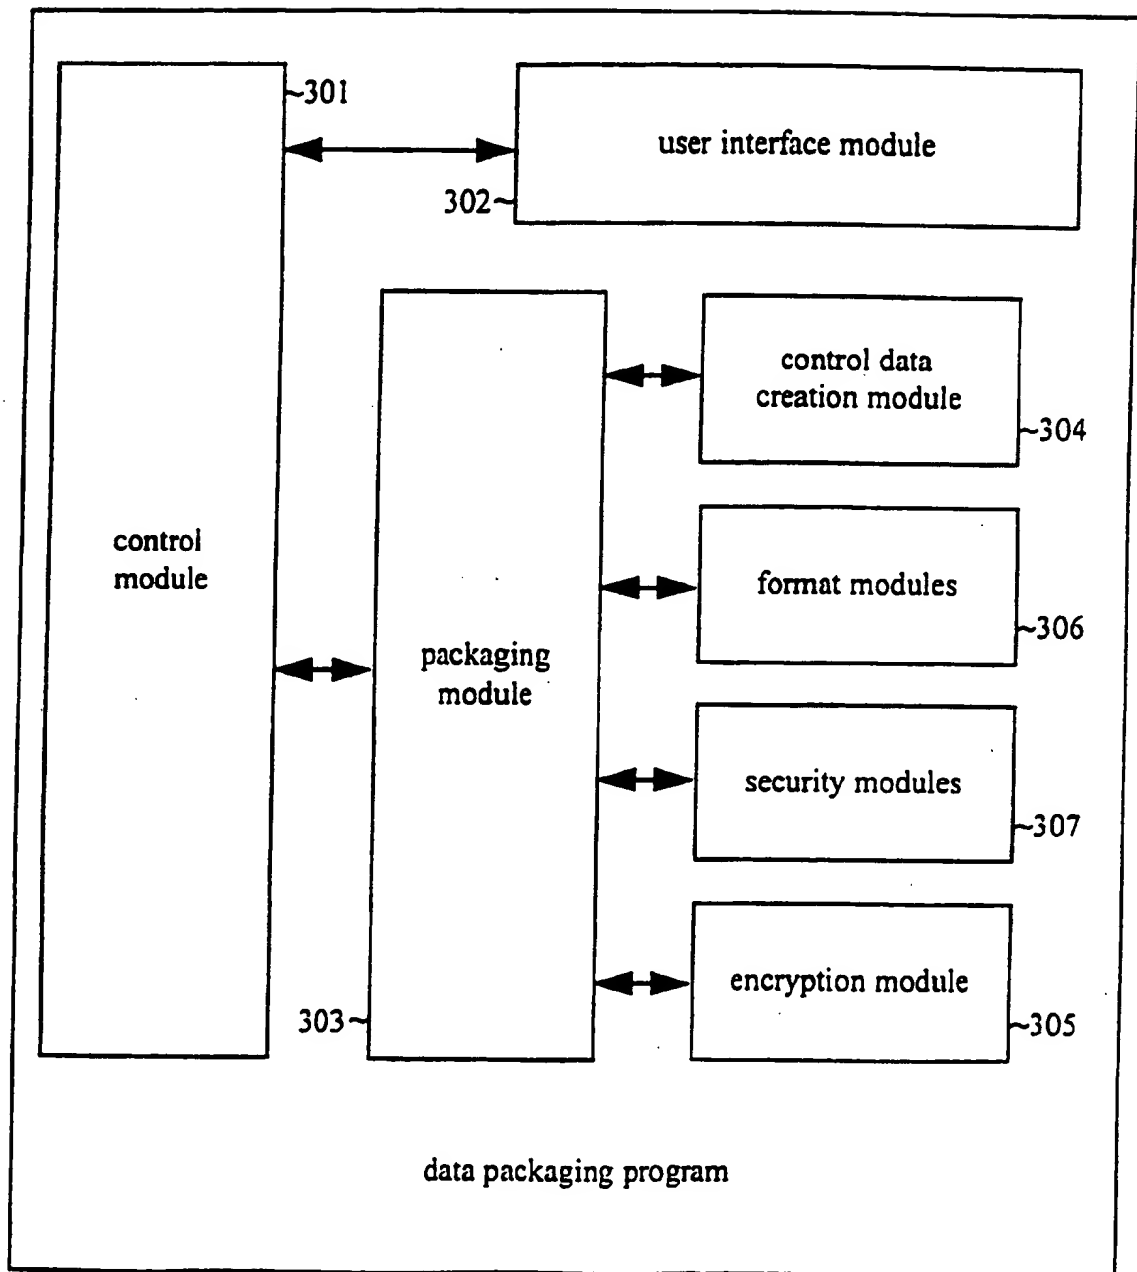 ~301
user interface module
302~
control data
creation module
~304
control
module
format modules
~306
packaging
module
security modules
~307
encryption module
303~
~305
data packaging program